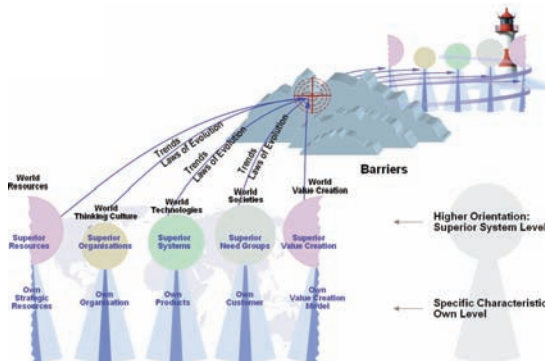 Trends
Laws of Evolution
Trends
Laws of Evolution
Trends
Laws of Evolution
Barriers
World
Resources
World
Thinking Culture
World
Technologies
World
Societies
World
Value Creation
Superior
Resources
Superior
Organisations
Superior
Systems
Superior
Need Groups
Superior
Value Creation
Own
Strategic
Resources
Own
Organisation
Own
Products
Own
Customer
Own
Value Creation
Model
Higher Orientation:
Superior System Level
Specific Characteristic
Own Level